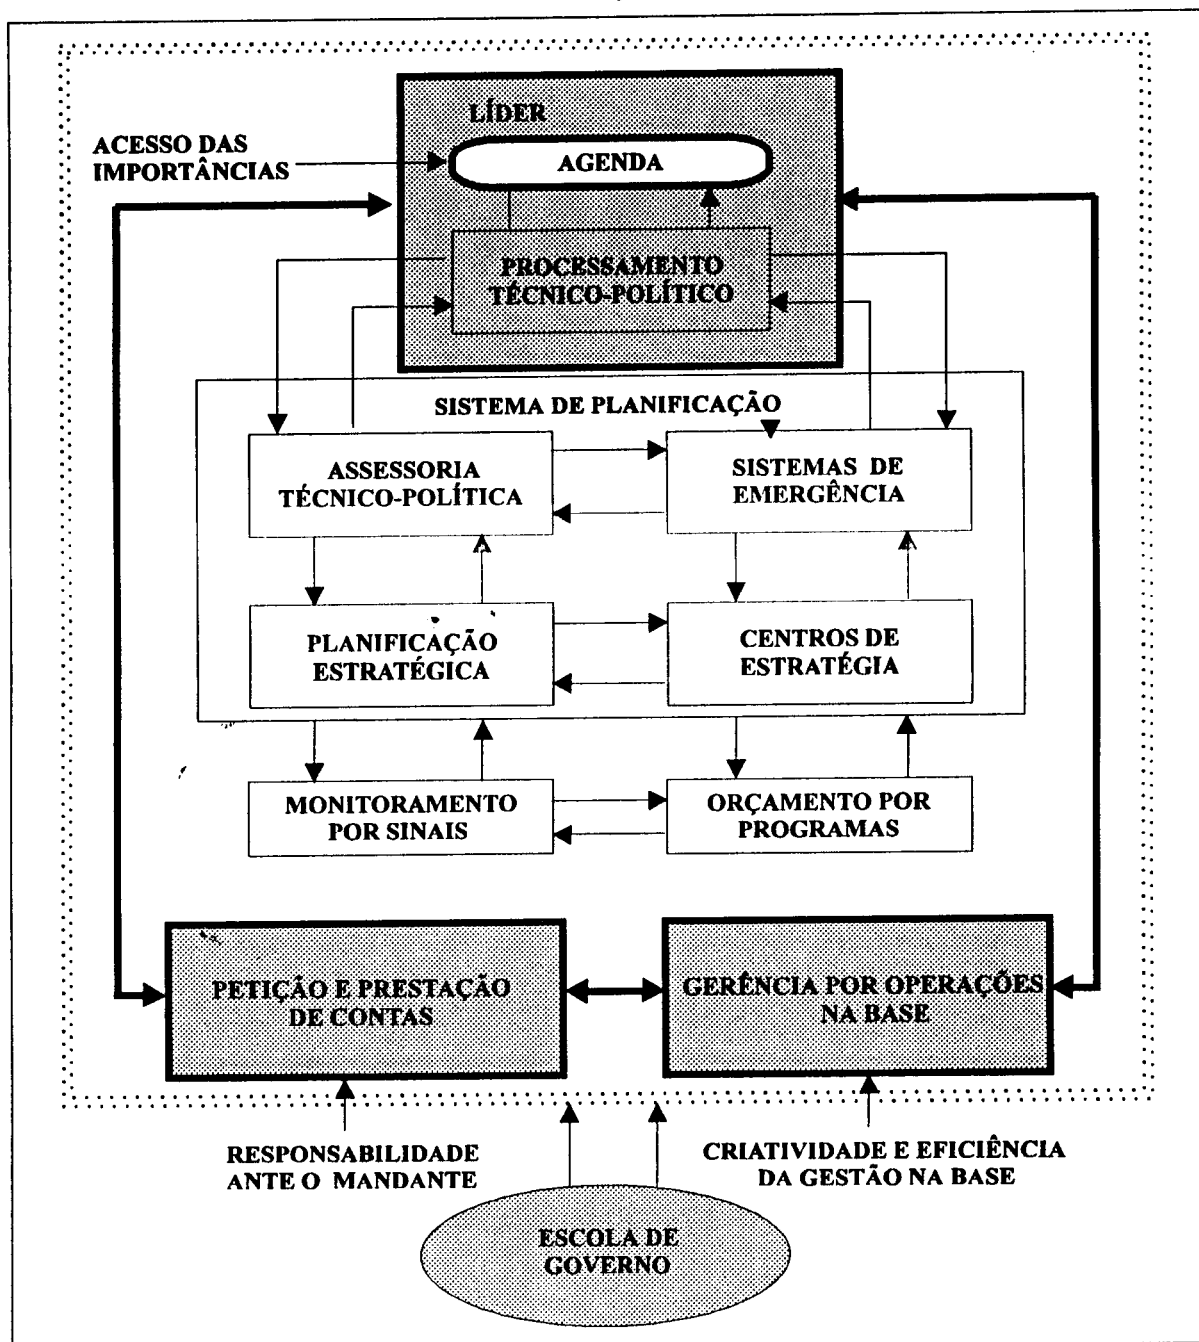 LÍDER
ACESSO DAS
IMPORTÂNCIAS
AGENDA
PROCESSAMENTO
TÉCNICO-POLÍTICO
SISTEMA DE PLANIFICAÇÃO
ASSESSORIA
TÉCNICO-POLÍTICA
SISTEMAS DE
EMERGÊNCIA
PLANIFICAÇÃO
ESTRATÉGICA
CENTROS DE
ESTRATÉGIA
MONITORAMENTO
POR SINAIS
ORÇAMENTO POR
PROGRAMAS
PETIÇÃO E PRESTAÇÃO
DE CONTAS
GERÊNCIA POR OPERAÇÕES
NA BASE
RESPONSABILIDADE
ANTE O MANDANTE
CRIATIVIDADE E EFICIÊNCIA
DA GESTÃO NA BASE
ESCOLA DE
GOVERNO